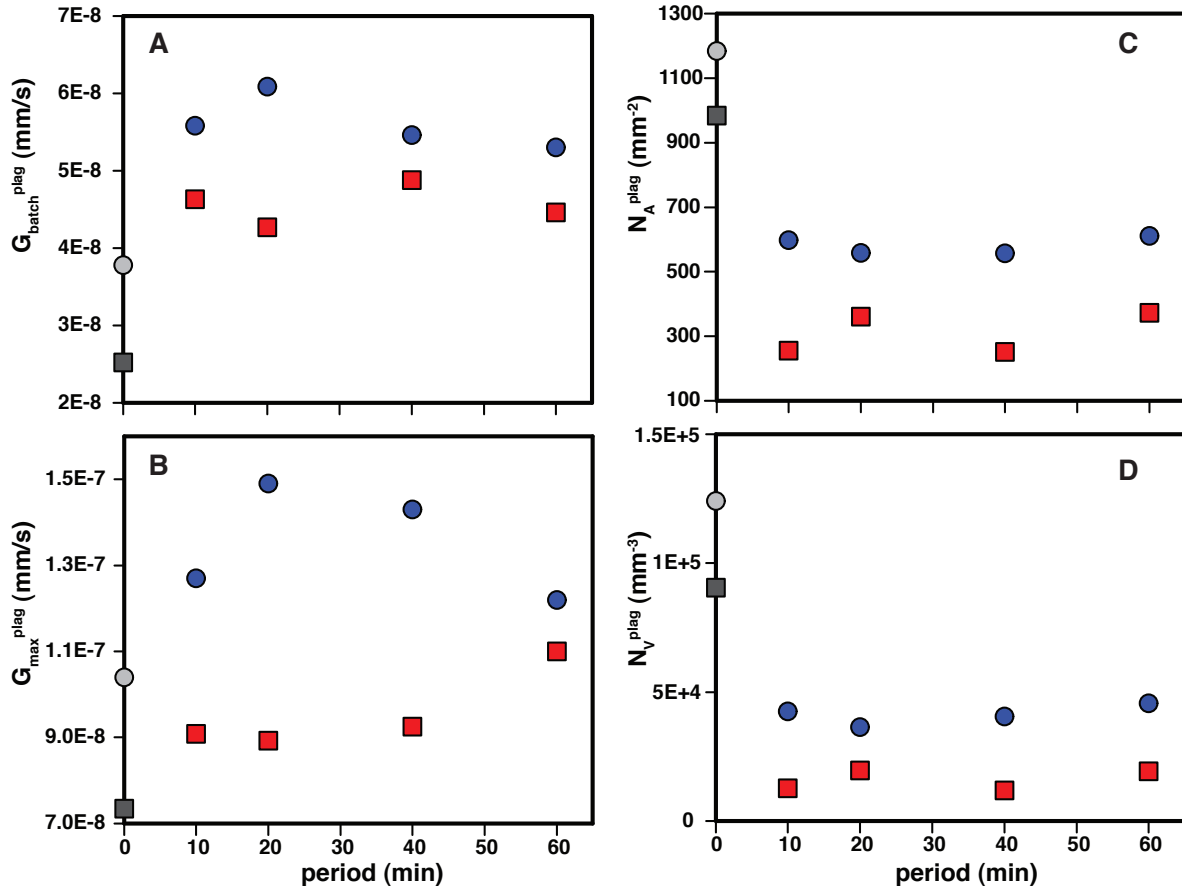 A
G_batch^plag (mm/s)
7E-8
6E-8
5E-8
4E-8
3E-8
2E-8
B
G_max^plag (mm/s)
1.5E-7
1.3E-7
1.1E-7
9.0E-8
7.0E-8
0 10 20 30 40 50 60
period (min)
C
N_A^plag (mm^-2)
1300
1100
900
700
500
300
100
D
N_V^plag (mm^-3)
1.5E+5
1E+5
5E+4
0
0 10 20 30 40 50 60
period (min)